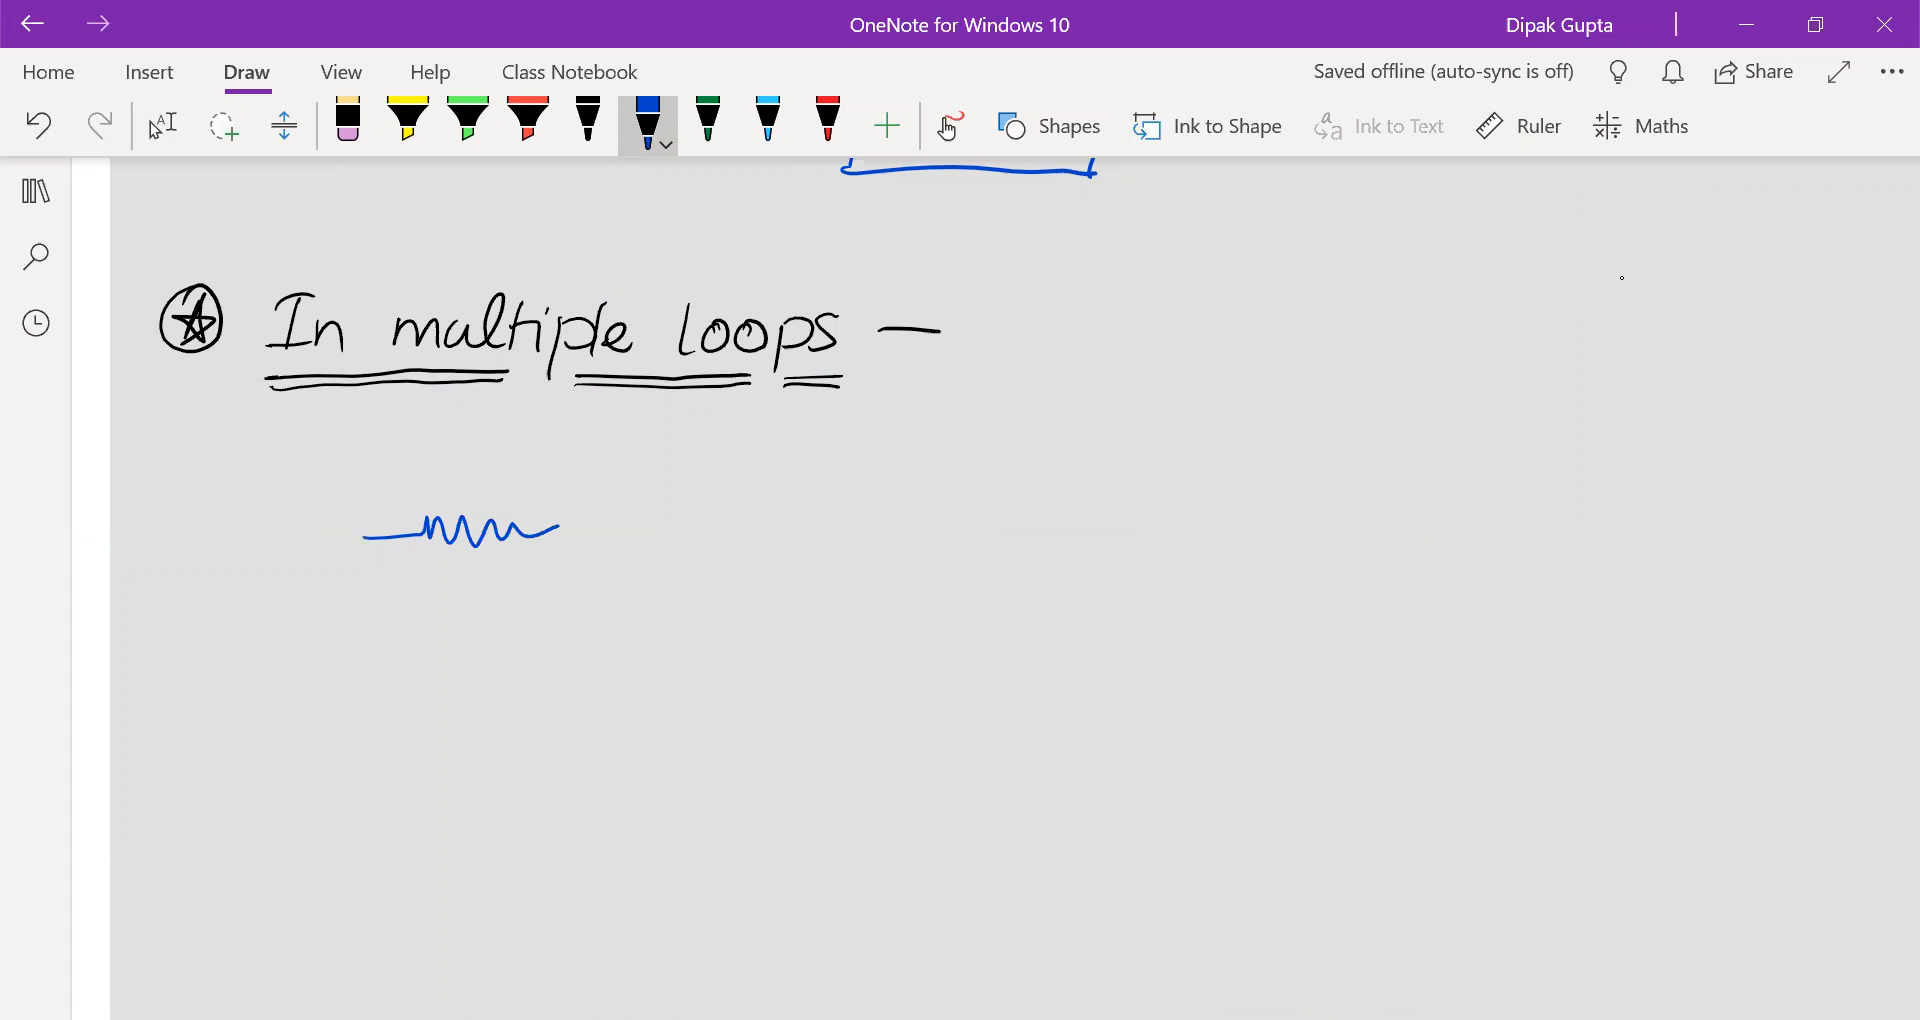 OneNote for Windows 10 Dipak Gupta
Home Insert Draw View Help Class Notebook Saved offline (auto-sync is off) Share
Shapes Ink to Shape Ink to Text Ruler Maths
In multiple loops —